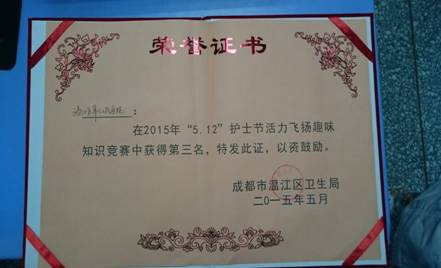 荣誉证书
在2015年“5.12”护士节活力飞扬趣味
知识竞赛中获得第三名，特发此证，以资鼓励。
成都市温江区卫生局
二〇一五年五月